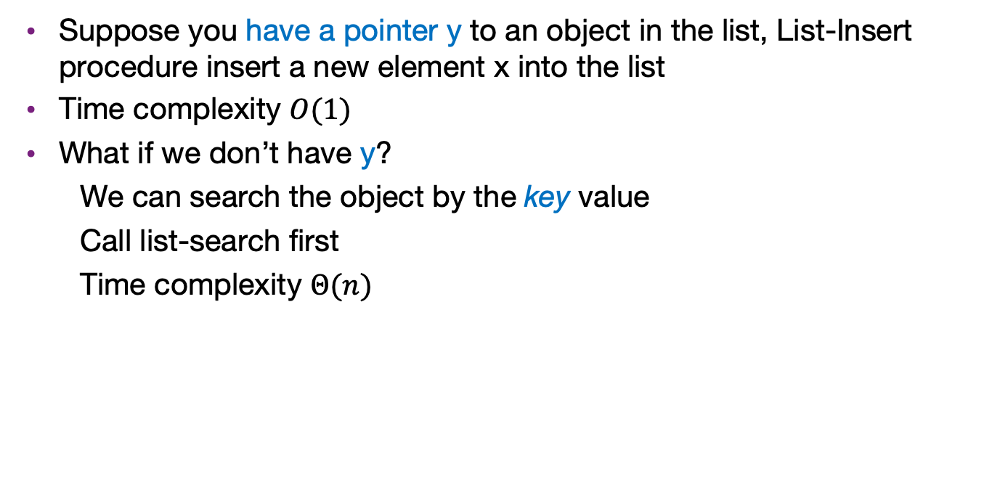 • Suppose you have a pointer y to an object in the list, List-Insert
procedure insert a new element x into the list
• Time complexity 𝑂(1)
• What if we don’t have y?
We can search the object by the key value
Call list-search first
Time complexity Θ(𝑛)